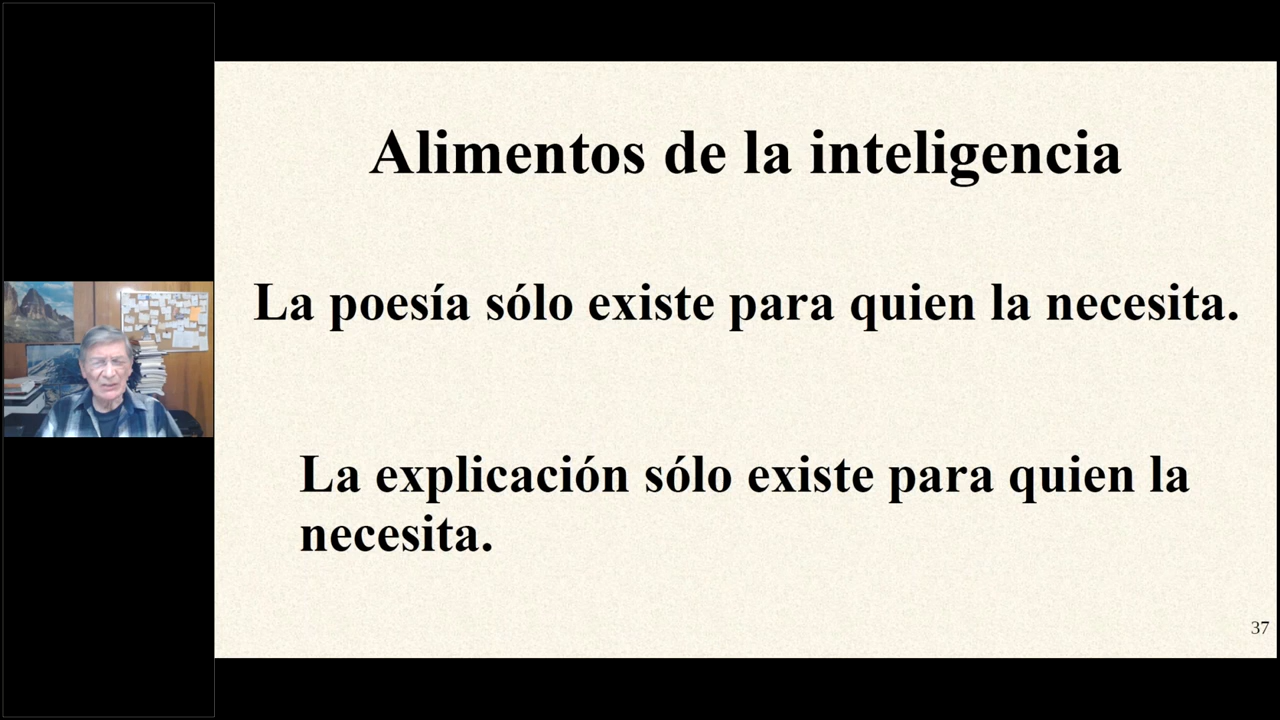 Alimentos de la inteligencia
La poesía sólo existe para quien la necesita.
La explicación sólo existe para quien la
necesita.
37